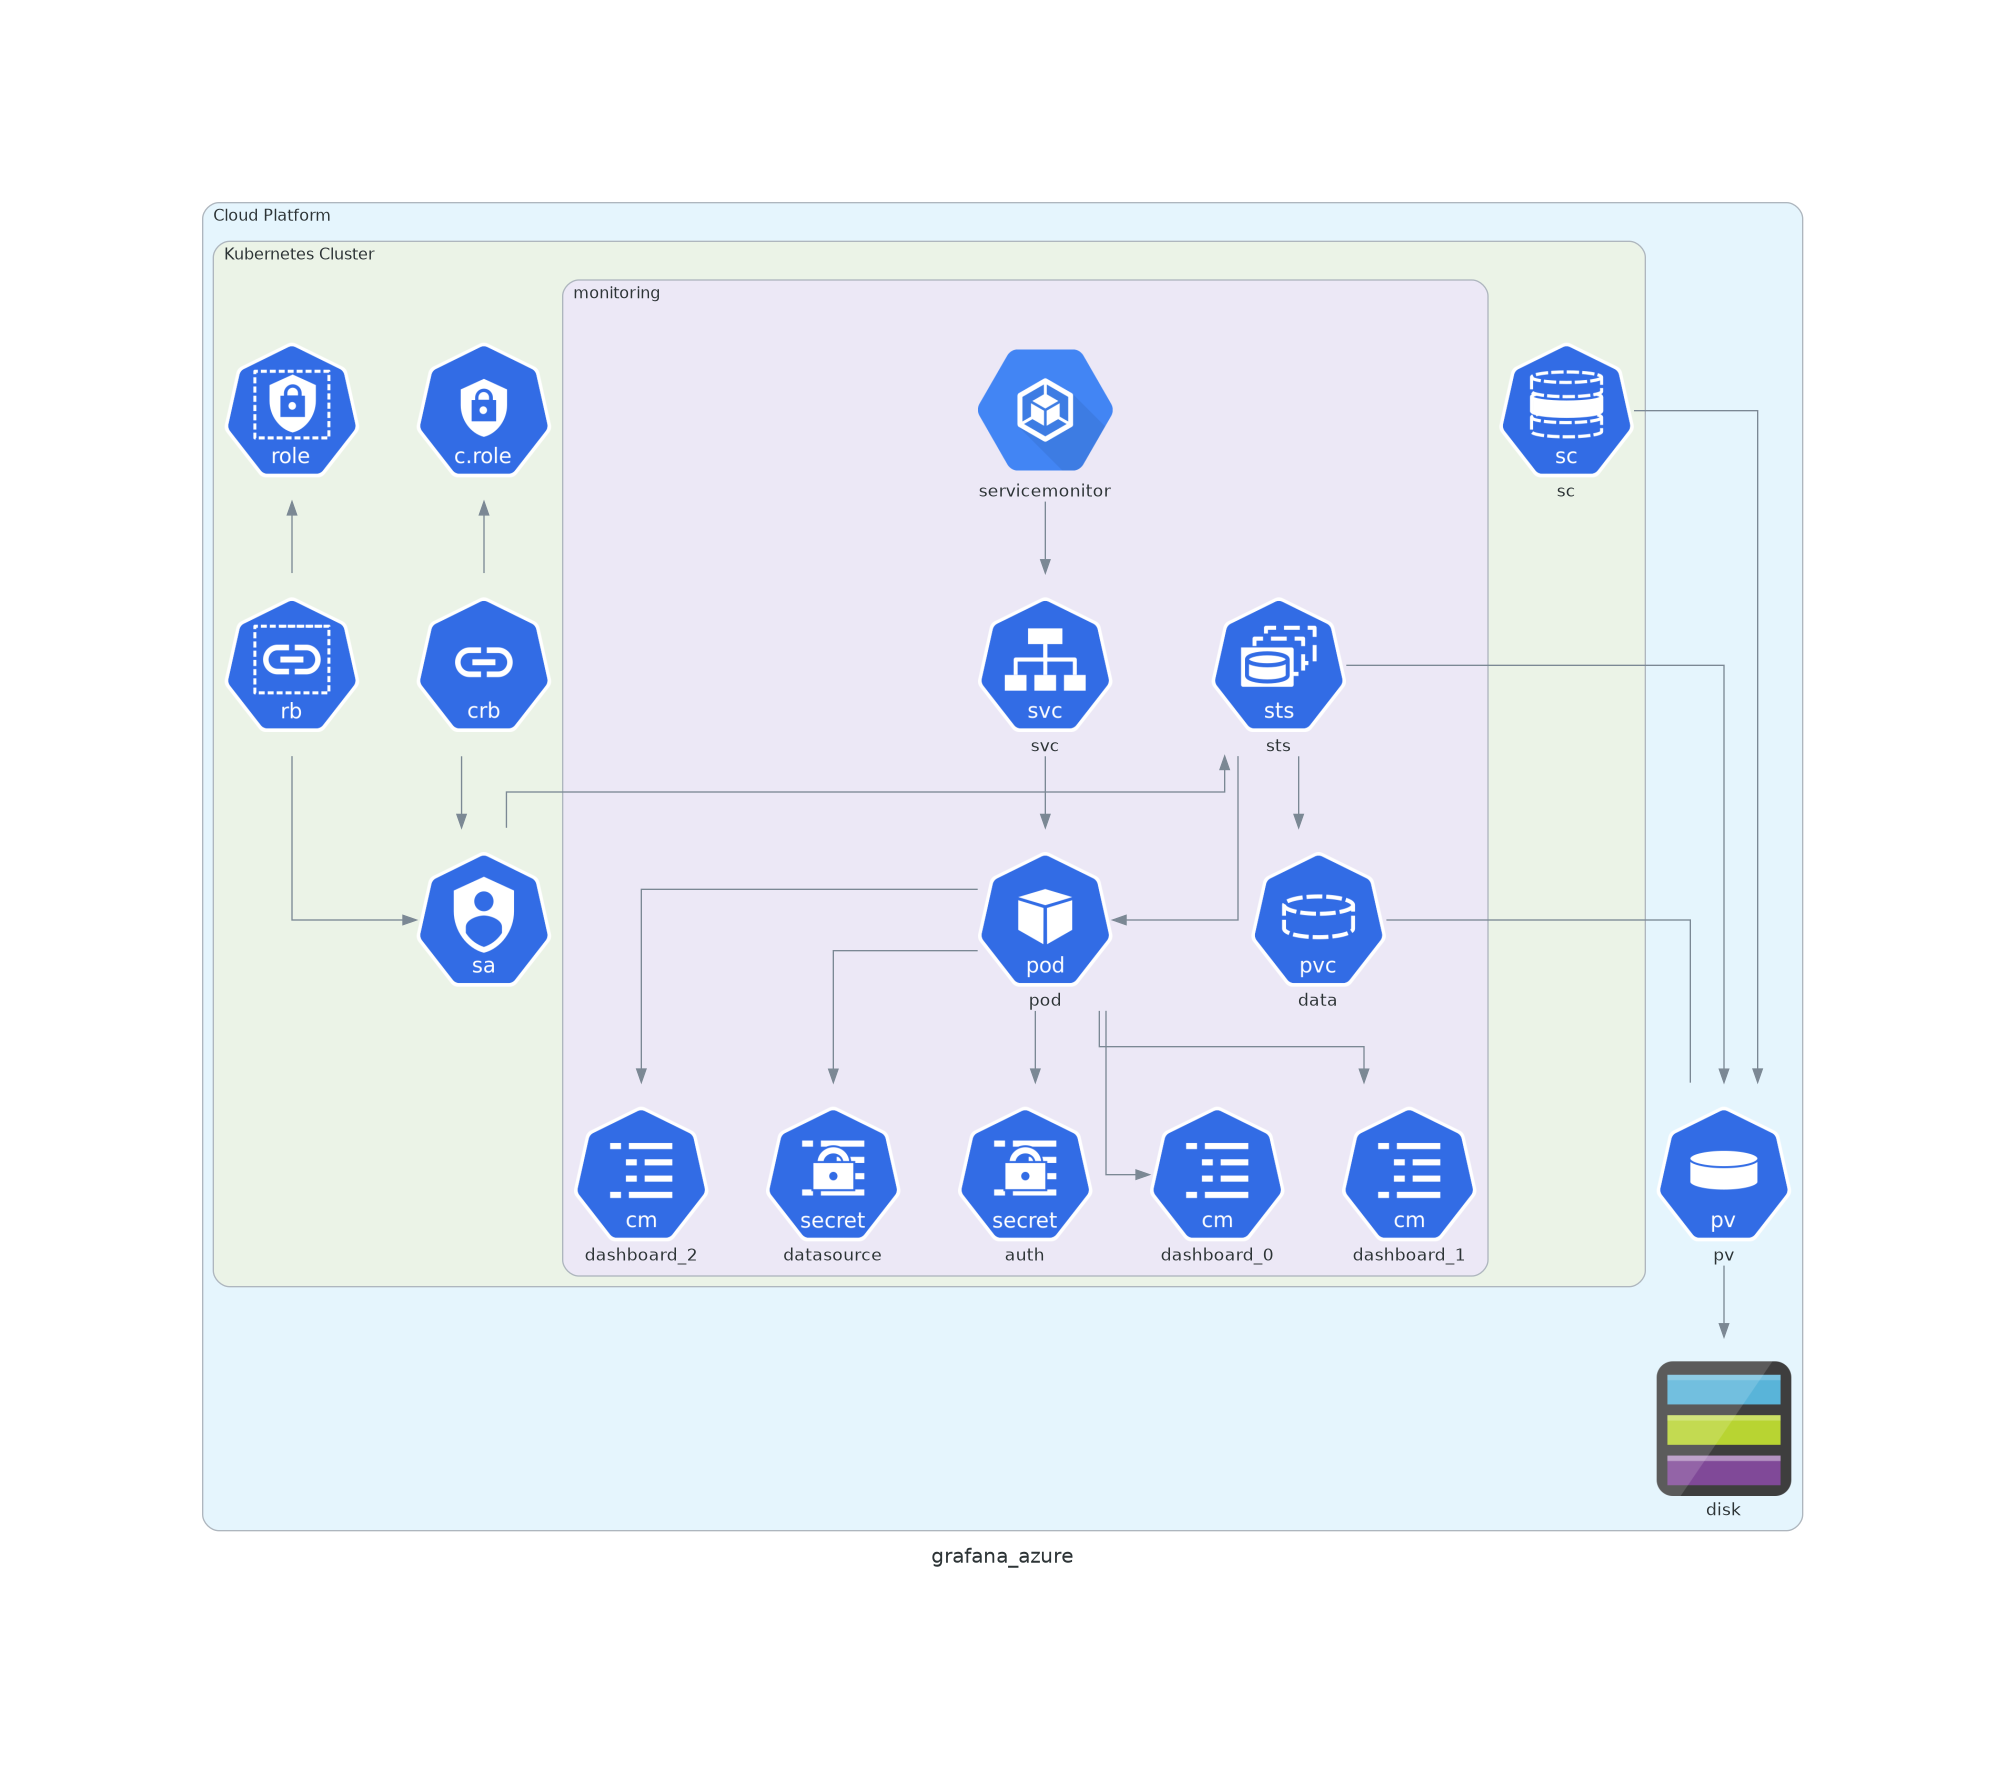 Cloud Platform
Kubernetes Cluster
monitoring
role
c.role
servicemonitor
sc
sc
rb
crb
svc
svc
sts
sts
sa
pod
pod
pvc
data
cm
dashboard_2
secret
datasource
secret
auth
cm
dashboard_0
cm
dashboard_1
pv
pv
disk
grafana_azure